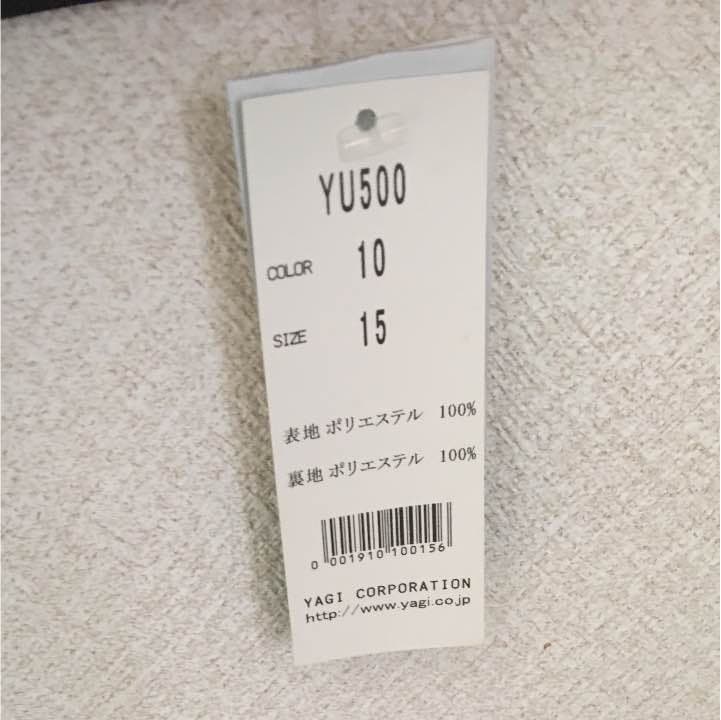 YU500
COLOR 10
SIZE 15
表地 ポリエステル 100%
裏地 ポリエステル 100%
0 001910 100156
YAGI CORPORATION
http://www.yagi.co.jp